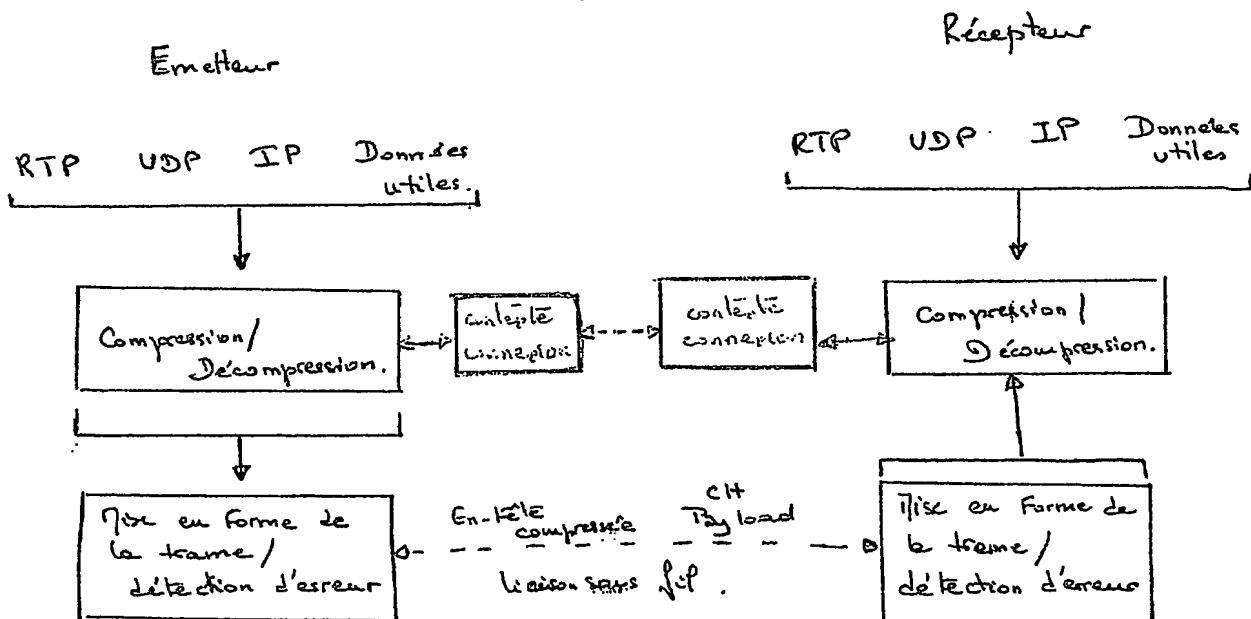 Emetteur
Récepteur
RTP UDP IP Données
utiles.
RTP UDP IP Données
utiles
Compression/
Décompression.
contexte
connexion
contexte
connexion
Compression/
Décompression.
Mise en Forme de
la trame/
détection d'erreur
En-tête
compressée
CH
Payload
liaison sans fil.
Mise en Forme de
la trame/
détection d'erreur